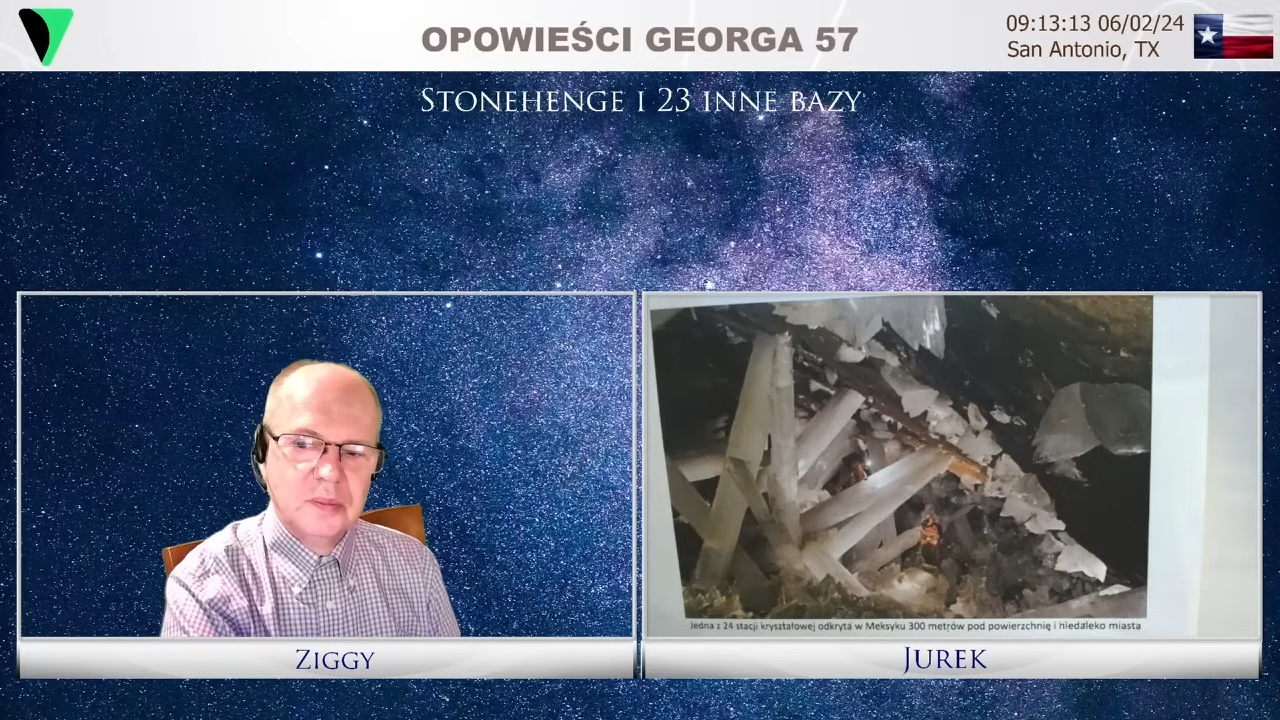 OPOWIEŚCI GEORGA 57
09:13:13 06/02/24
San Antonio, TX
Stonehenge i 23 inne bazy
Jedna z 24 stacji kryształowej odkryta w Meksyku 300 metrów pod powierzchnię i niedaleko miasta
Ziggy
Jurek